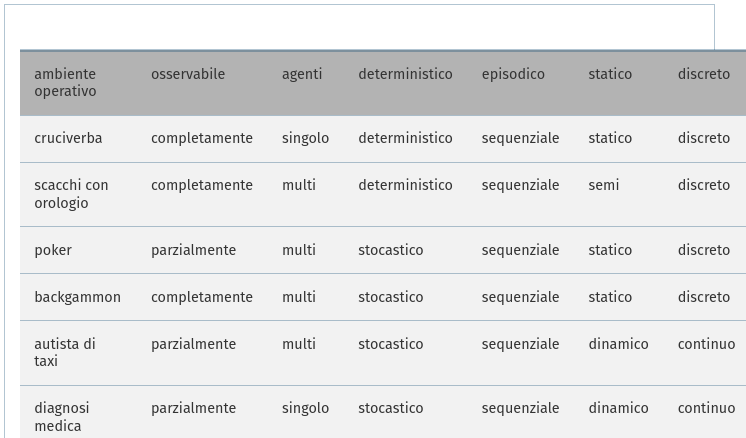 ambiente operativo osservabile agenti deterministico episodico statico discreto
cruciverba completamente singolo deterministico sequenziale statico discreto
scacchi con orologio completamente multi deterministico sequenziale semi discreto
poker parzialmente multi stocastico sequenziale statico discreto
backgammon completamente multi stocastico sequenziale statico discreto
autista di taxi parzialmente multi stocastico sequenziale dinamico continuo
diagnosi medica parzialmente singolo stocastico sequenziale dinamico continuo